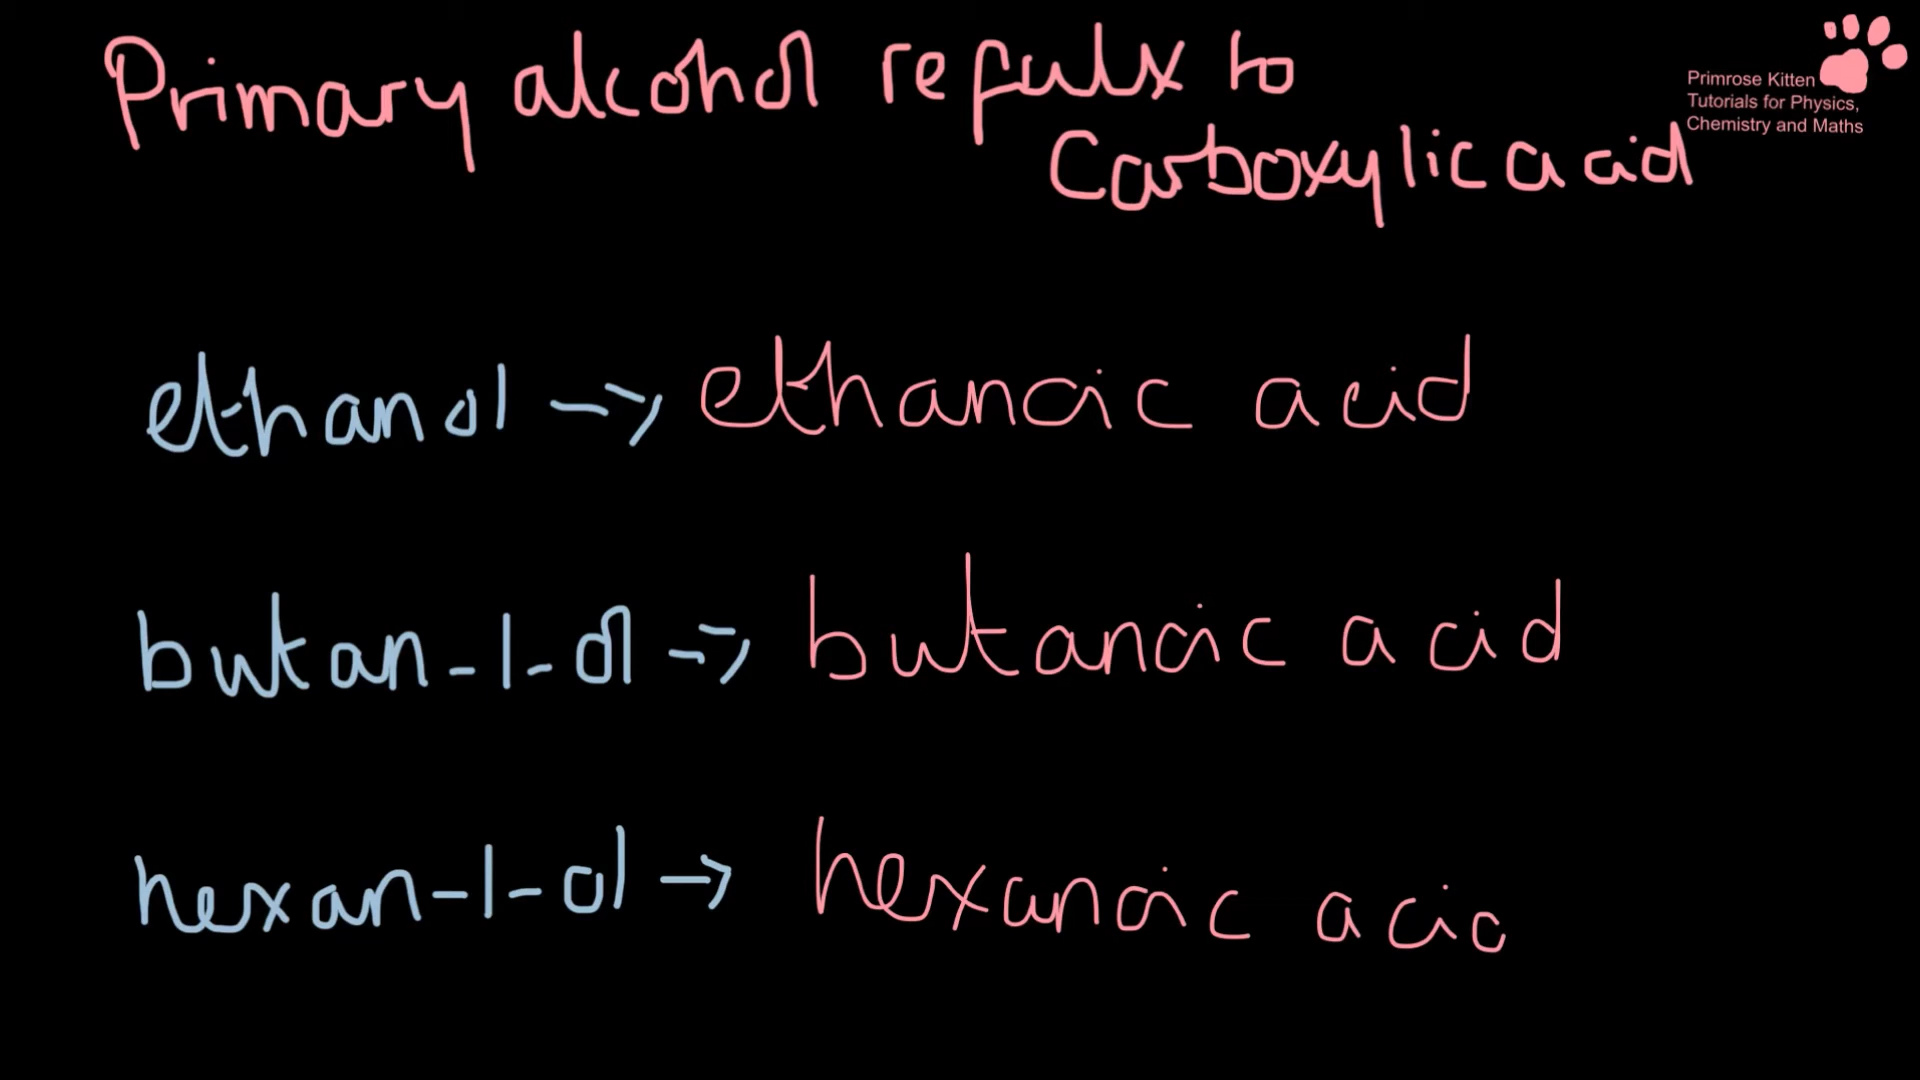 Primary alcohol refulx to
Carboxylic acid
Primrose Kitten
Tutorials for Physics,
Chemistry and Maths
ethanol -> ethanoic acid
butan-1-ol -> butanoic acid
hexan-1-ol -> hexanoic acic